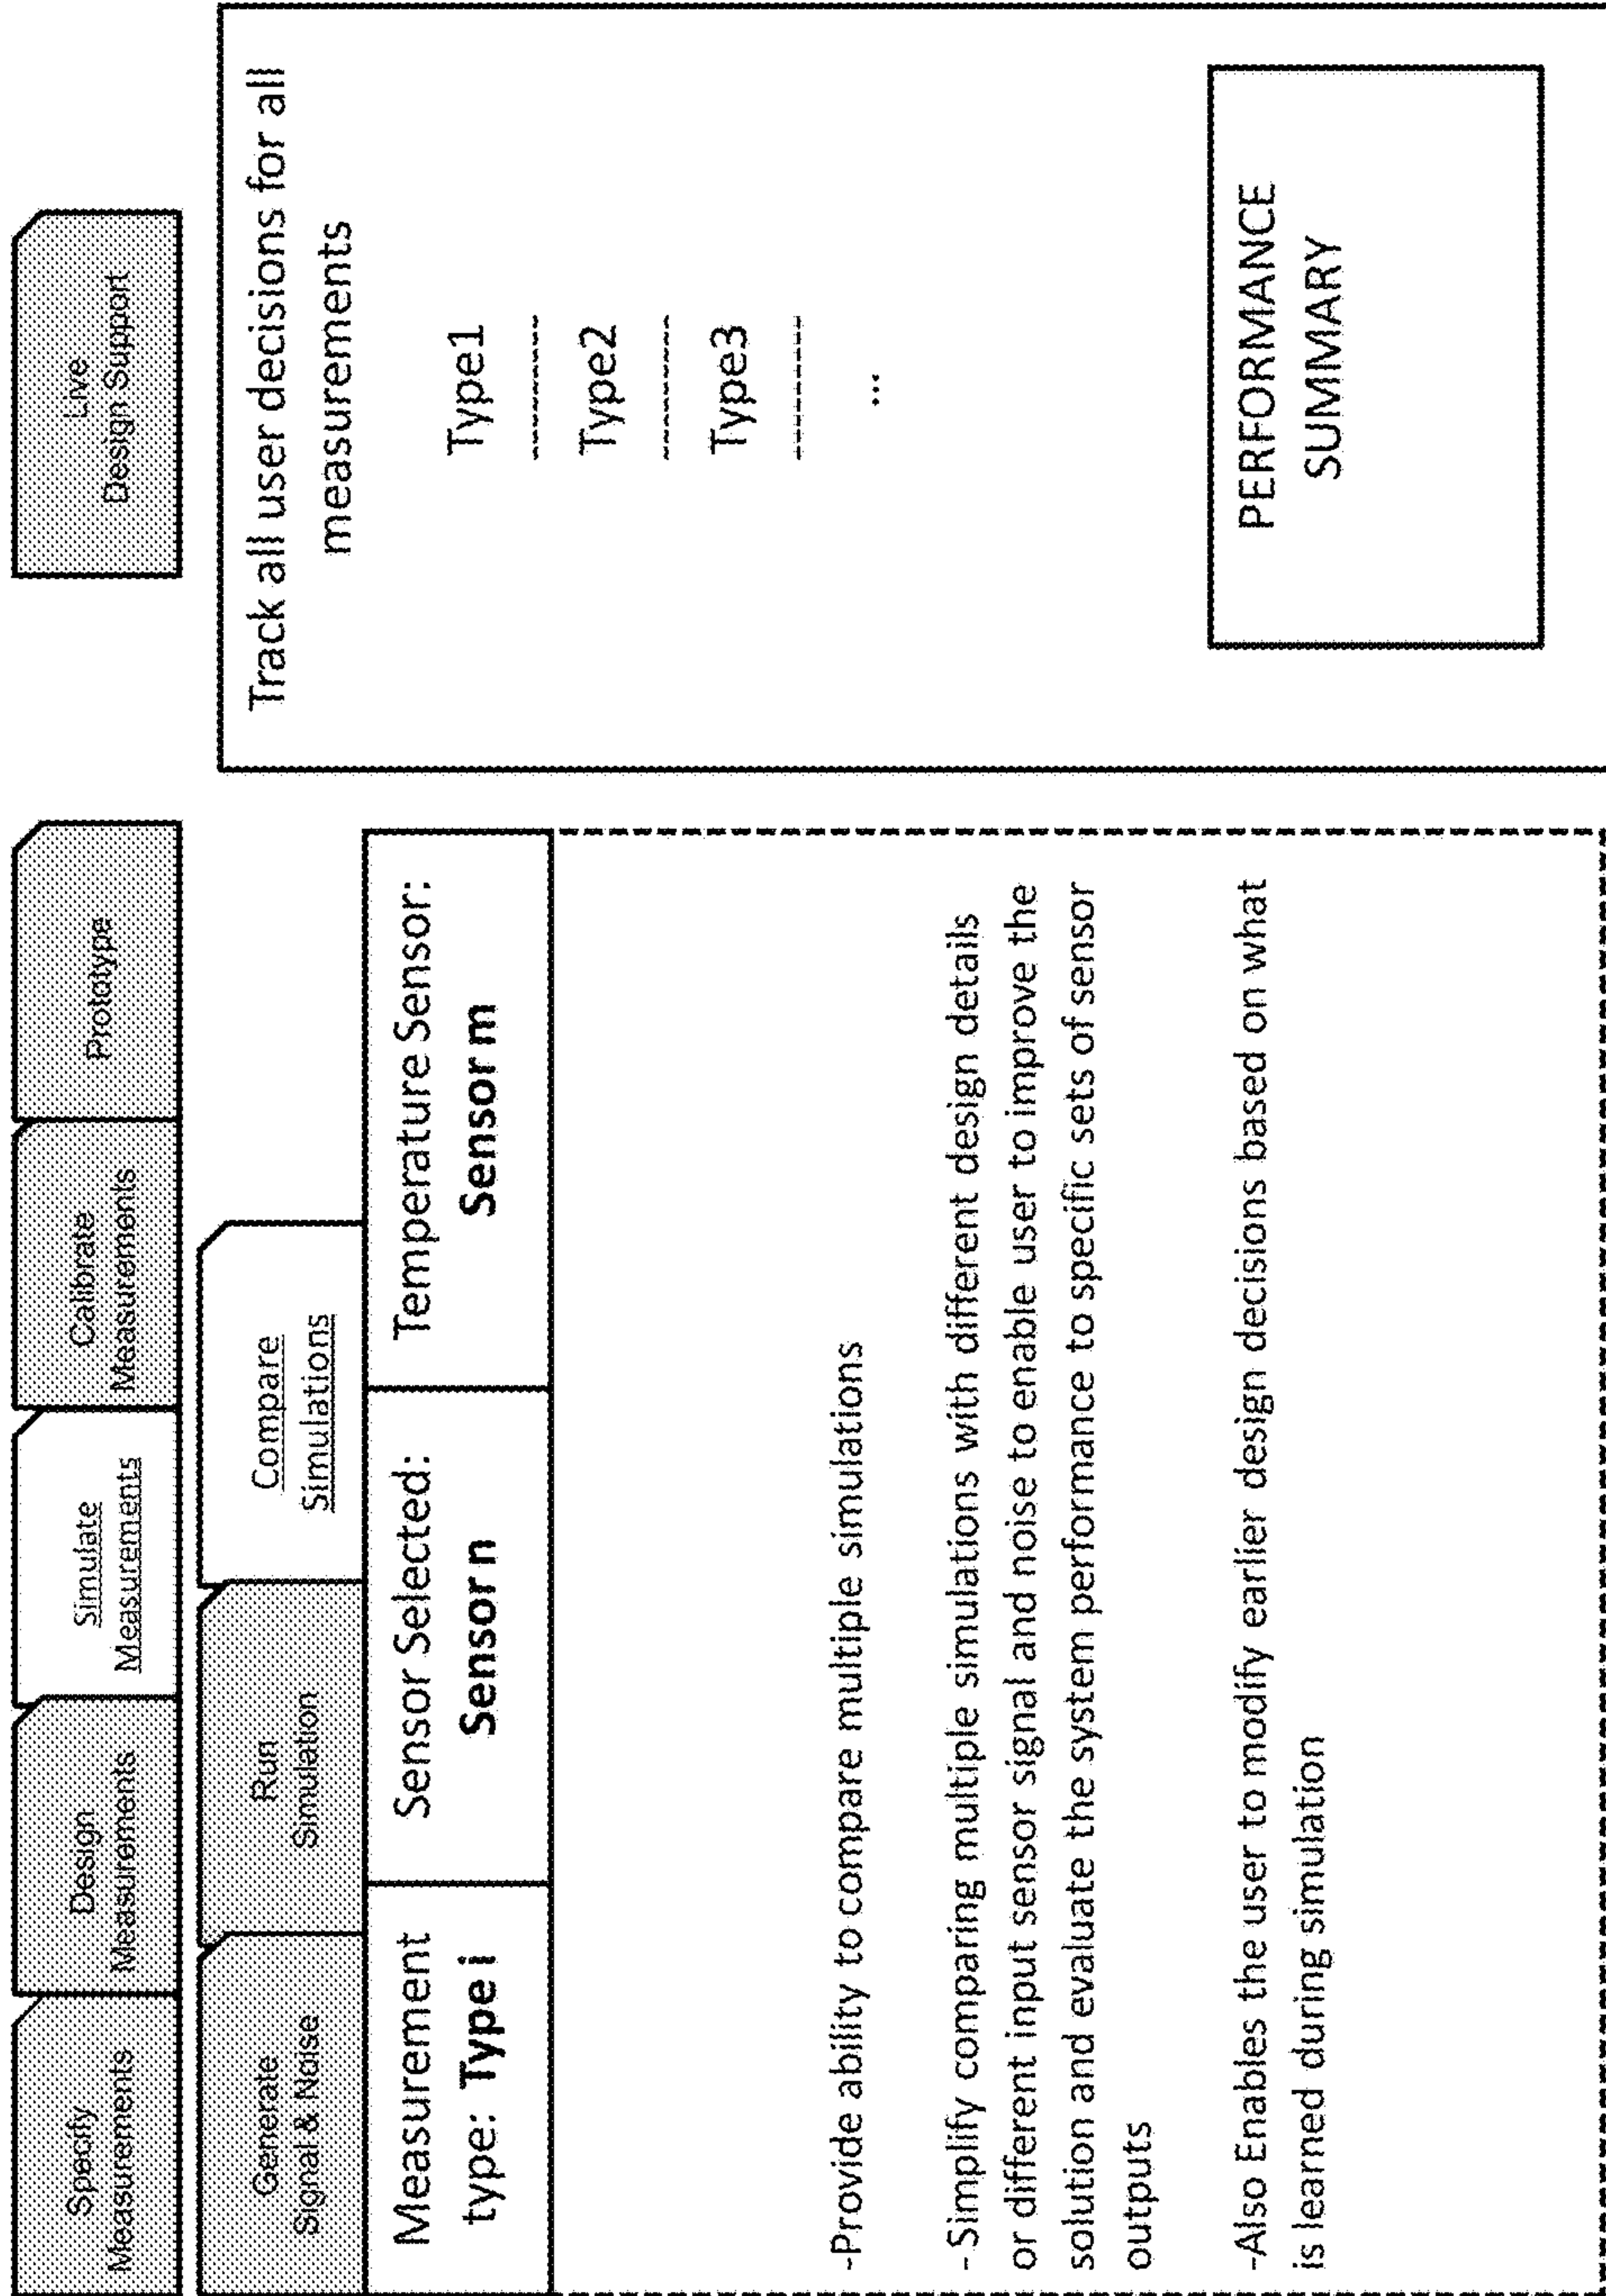 Specify
Measurements
Design
Measurements
Simulate
Measurements
Calibrate
Measurements
Prototype
Live
Design Support
Generate
Signal & Noise
Run
Simulation
Compare
Simulations
Measurement
type: Type i
Sensor Selected:
Sensor n
Temperature Sensor:
Sensor m
-Provide ability to compare multiple simulations
-Simplify comparing multiple simulations with different design details
or different input sensor signal and noise to enable user to improve the
solution and evaluate the system performance to specific sets of sensor
outputs
-Also Enables the user to modify earlier design decisions based on what
is learned during simulation
Track all user decisions for all
measurements
Type1
Type2
Type3
...
PERFORMANCE
SUMMARY